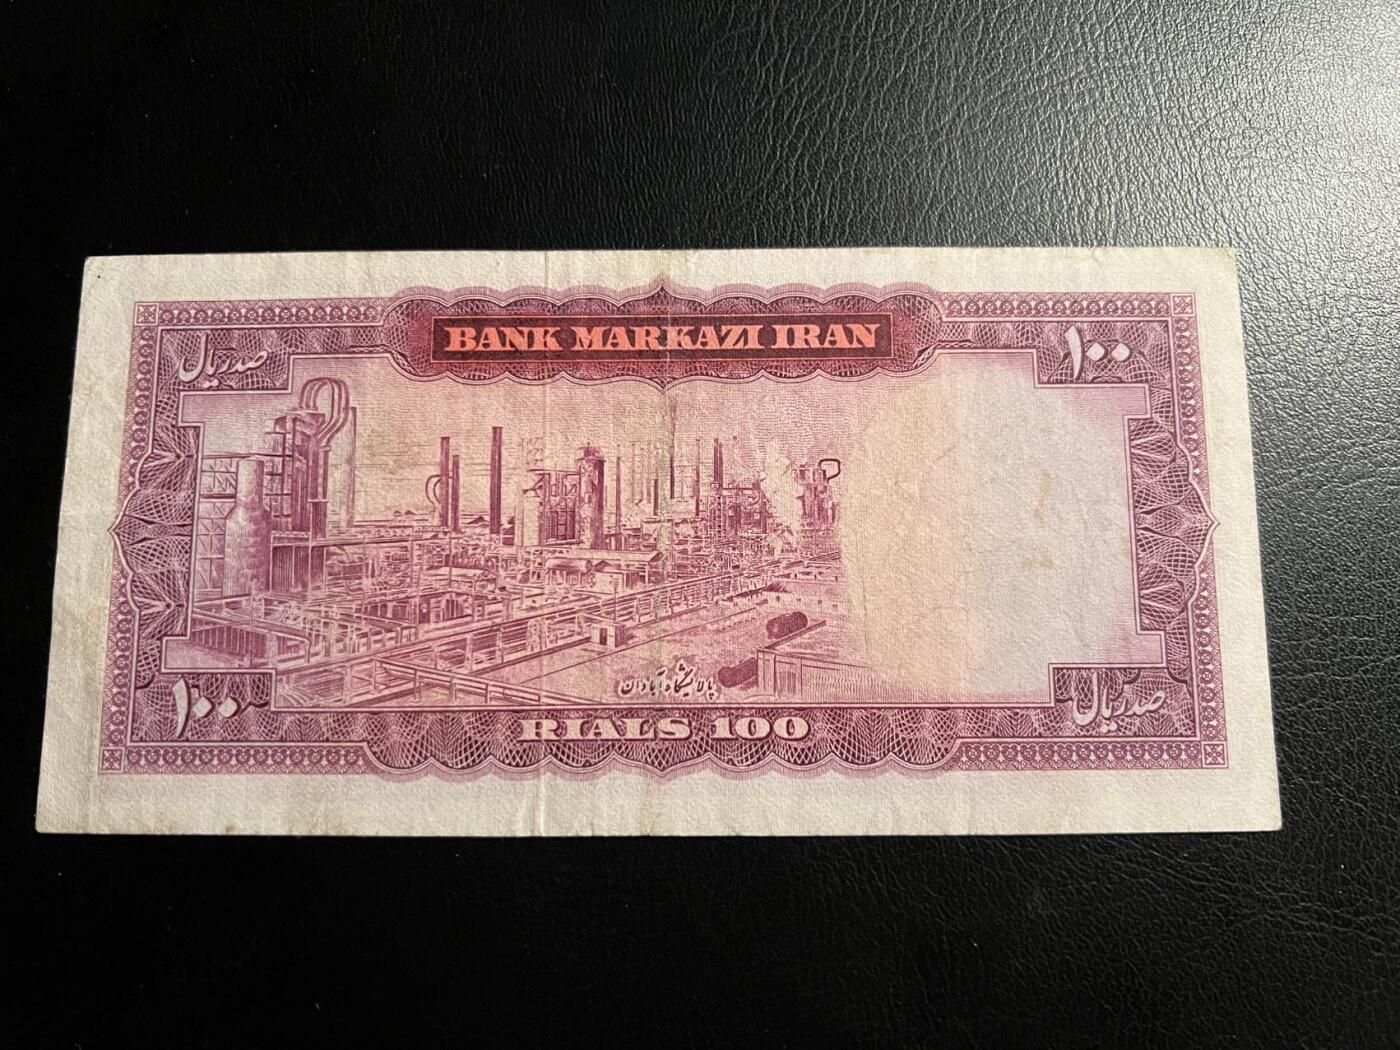 BANK MARKAZI IRAN
صد ریال
۱۰۰
پالایشگاه آبادان
۱۰۰
RIALS 100
صد ریال